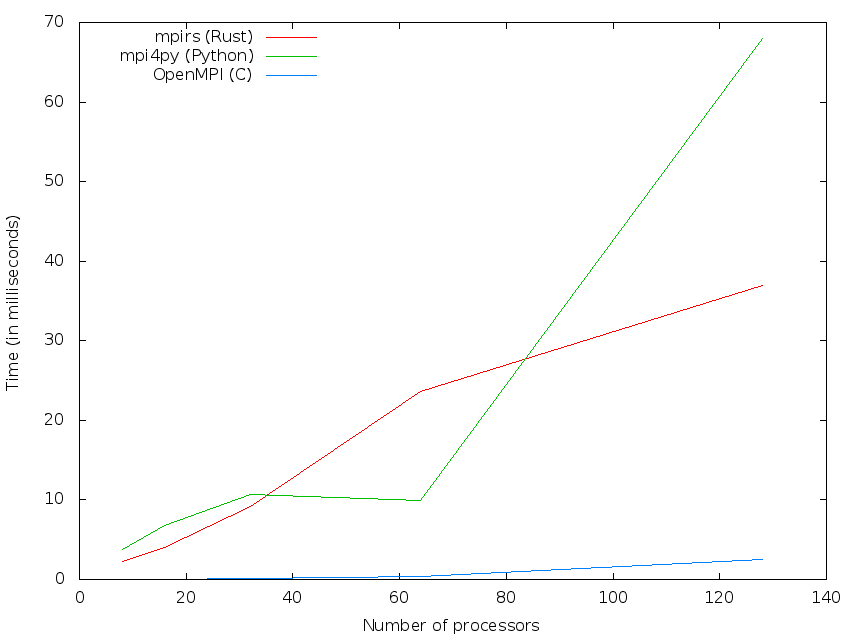 70
60
50
40
30
20
10
0
mpirs (Rust)
mpi4py (Python)
OpenMPI (C)
Time (in milliseconds)
0 20 40 60 80 100 120 140
Number of processors